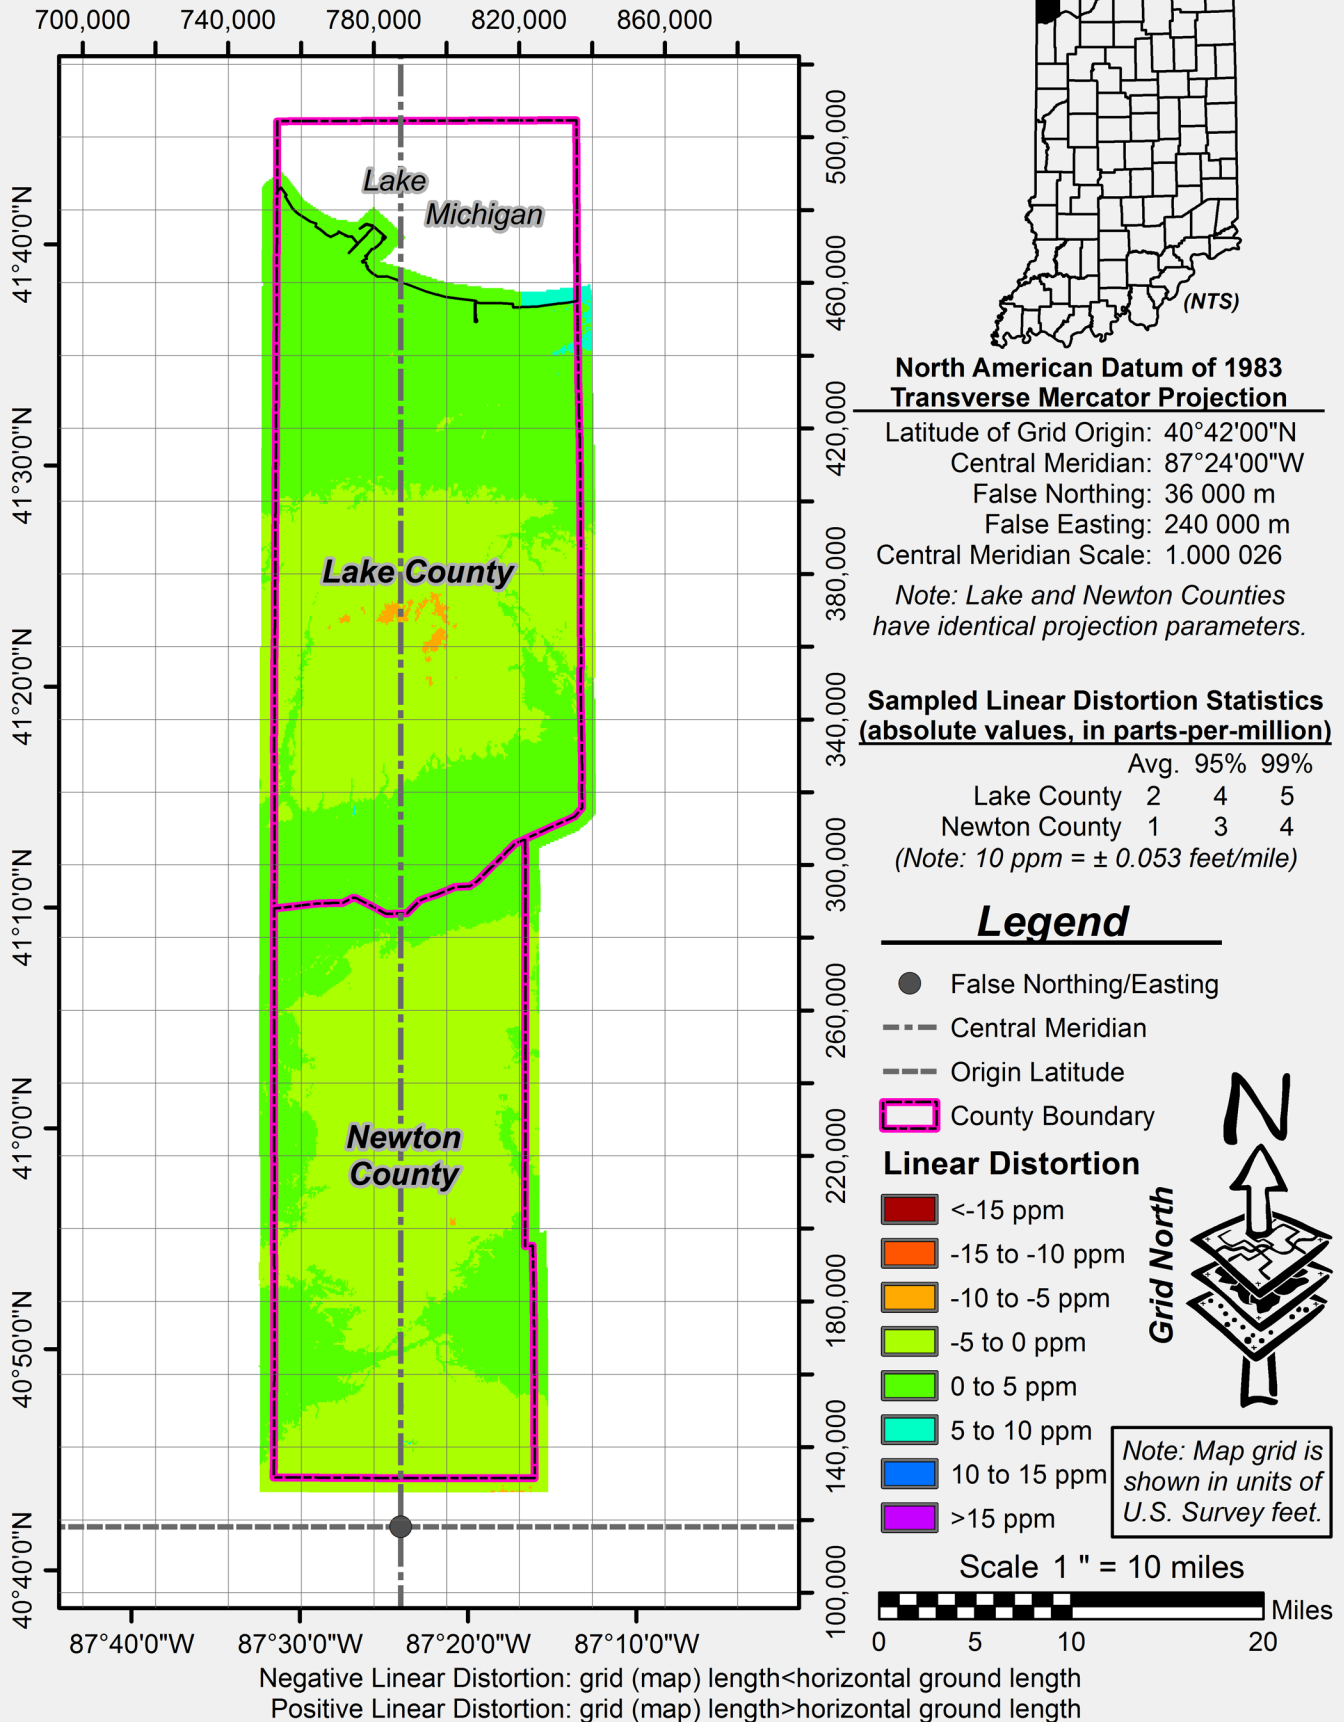 700,000 740,000 780,000 820,000 860,000
500,000
460,000
420,000
380,000
340,000
300,000
260,000
220,000
180,000
140,000
100,000
41°40'0"N
41°30'0"N
41°20'0"N
41°10'0"N
41°0'0"N
40°50'0"N
40°40'0"N
Lake
Michigan
Lake County
Newton
County
87°40'0"W 87°30'0"W 87°20'0"W 87°10'0"W
(NTS)
North American Datum of 1983
Transverse Mercator Projection
Latitude of Grid Origin: 40°42'00"N
Central Meridian: 87°24'00"W
False Northing: 36 000 m
False Easting: 240 000 m
Central Meridian Scale: 1.000 026
Note: Lake and Newton Counties
have identical projection parameters.
Sampled Linear Distortion Statistics
(absolute values, in parts-per-million)
Avg. 95% 99%
Lake County 2 4 5
Newton County 1 3 4
(Note: 10 ppm = ± 0.053 feet/mile)
Legend
False Northing/Easting
Central Meridian
Origin Latitude
County Boundary
Linear Distortion
<-15 ppm
-15 to -10 ppm
-10 to -5 ppm
-5 to 0 ppm
0 to 5 ppm
5 to 10 ppm
10 to 15 ppm
>15 ppm
N
Grid North
Note: Map grid is
shown in units of
U.S. Survey feet.
Scale 1 " = 10 miles
Miles
0 5 10 20
Negative Linear Distortion: grid (map) length<horizontal ground length
Positive Linear Distortion: grid (map) length>horizontal ground length